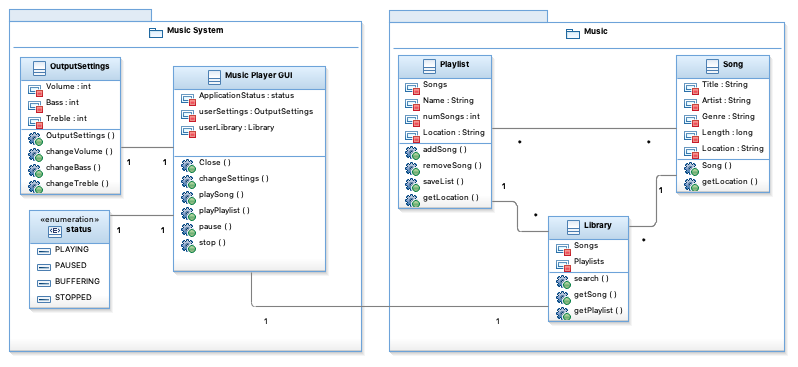 Music System
OutputSettings
Volume : int
Bass : int
Treble : int
OutputSettings ( )
changeVolume ( )
changeBass ( )
changeTreble ( )
«enumeration»
status
PLAYING
PAUSED
BUFFERING
STOPPED
Music Player GUI
ApplicationStatus : status
userSettings : OutputSettings
userLibrary : Library
Close ( )
changeSettings ( )
playSong ( )
playPlaylist ( )
pause ( )
stop ( )
1
1
1
1
1
1
Music
Playlist
Songs
Name : String
numSongs : int
Location : String
addSong ( )
removeSong ( )
saveList ( )
getLocation ( )
Song
Title : String
Artist : String
Genre : String
Length : long
Location : String
Song ( )
getLocation ( )
*
*
1
*
1
*
Library
Songs
Playlists
search ( )
getSong ( )
getPlaylist ( )